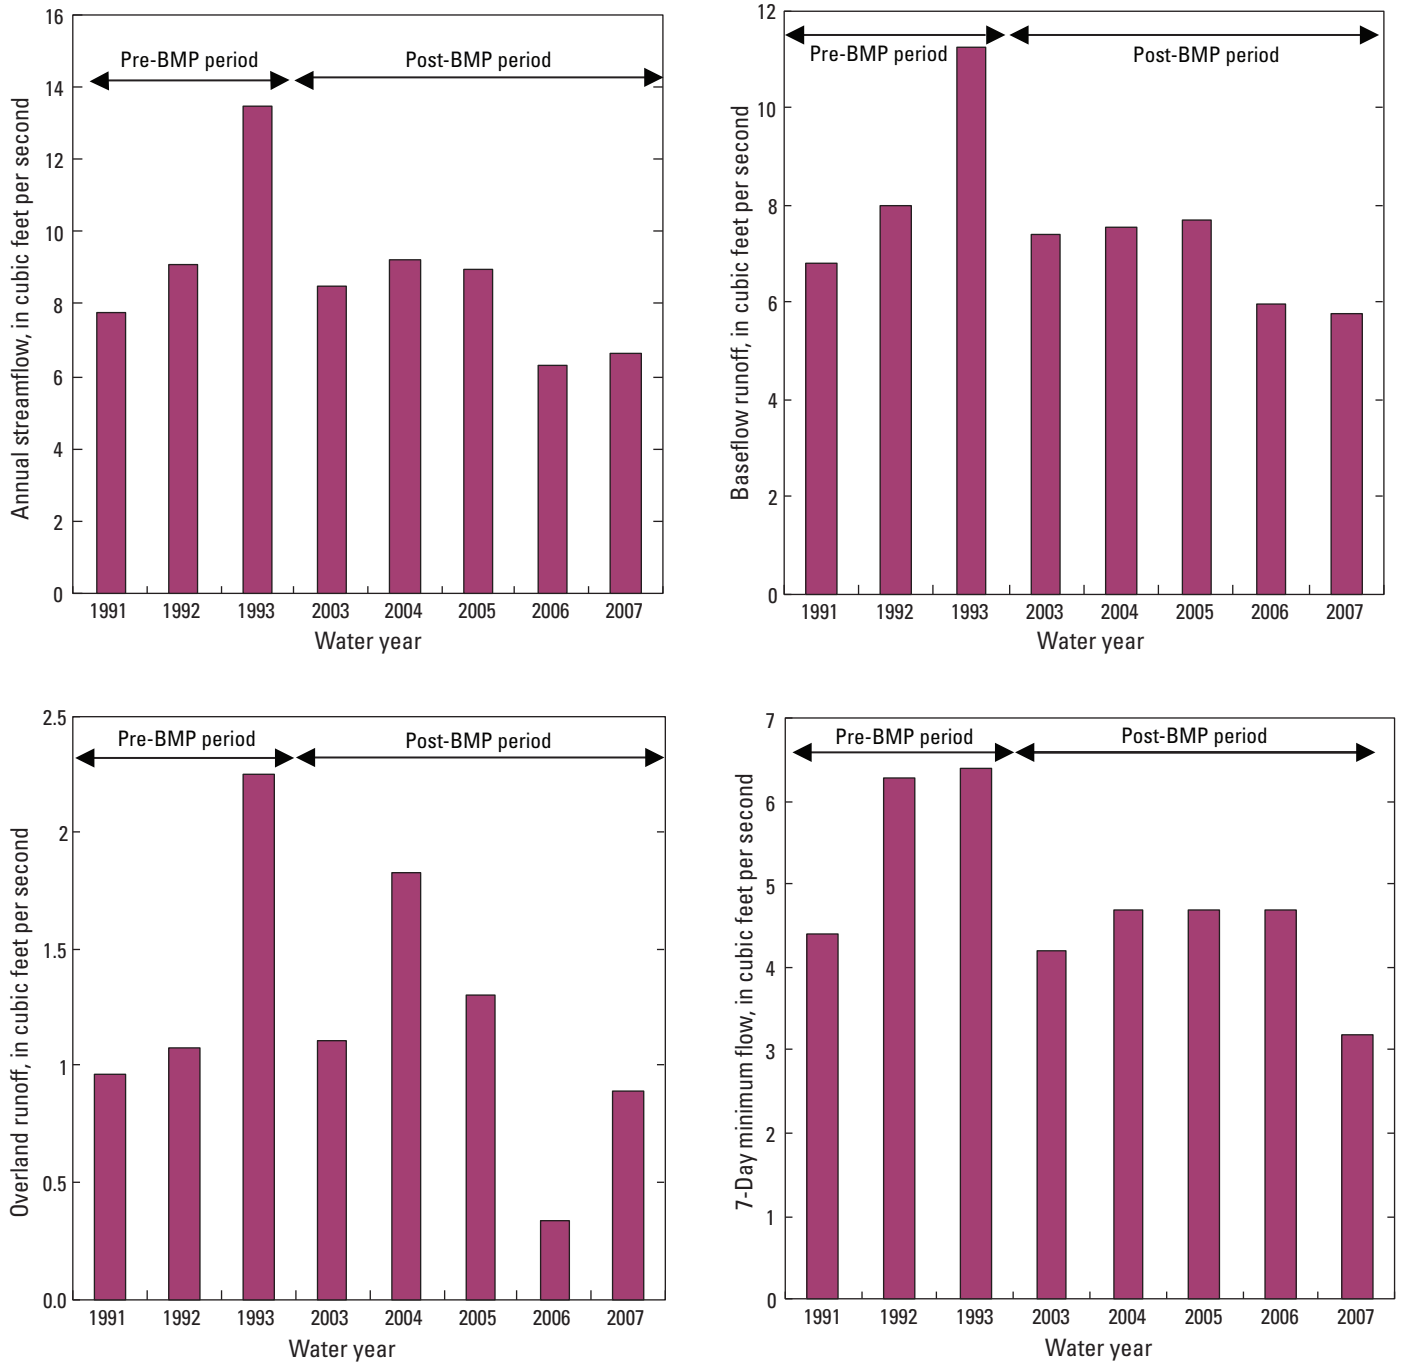 Annual streamflow, in cubic feet per second
16
14
12
10
8
6
4
2
0
Pre-BMP period
Post-BMP period
1991 1992 1993 2003 2004 2005 2006 2007
Water year
Baseflow runoff, in cubic feet per second
12
10
8
6
4
2
0
Pre-BMP period
Post-BMP period
1991 1992 1993 2003 2004 2005 2006 2007
Water year
Overland runoff, in cubic feet per second
2.5
2
1.5
1
0.5
0.0
Pre-BMP period
Post-BMP period
1991 1992 1993 2003 2004 2005 2006 2007
Water year
7-Day minimum flow, in cubic feet per second
7
6
5
4
3
2
1
0
Pre-BMP period
Post-BMP period
1991 1992 1993 2003 2004 2005 2006 2007
Water year